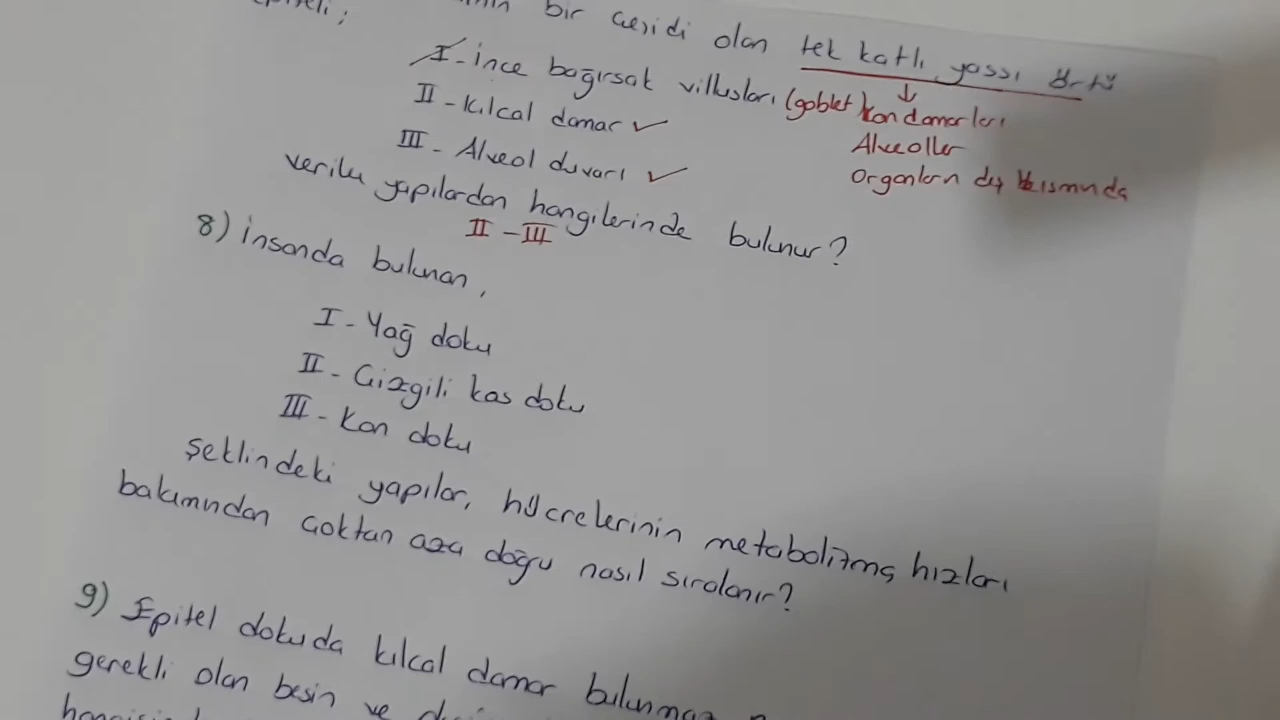 bir çeşidi olan tek katlı yassı örtü
epiteli;
I- İnce bağırsak villusları (goblet) kan damarları
II - Kılcal damar ✓ Alveoller
III - Alveol duvarı ✓ Organların dış kısmında
verilen yapılardan hangilerinde bulunur?
II - III
8) İnsanda bulunan,
I - Yağ doku
II - Çizgili kas doku
III - Kan doku
şeklindeki yapılar, hücrelerinin metabolizma hızları
bakımından çoktan aza doğru nasıl sıralanır?
9) Epitel dokuda kılcal damar bulunmaz
gerekli olan besin ve